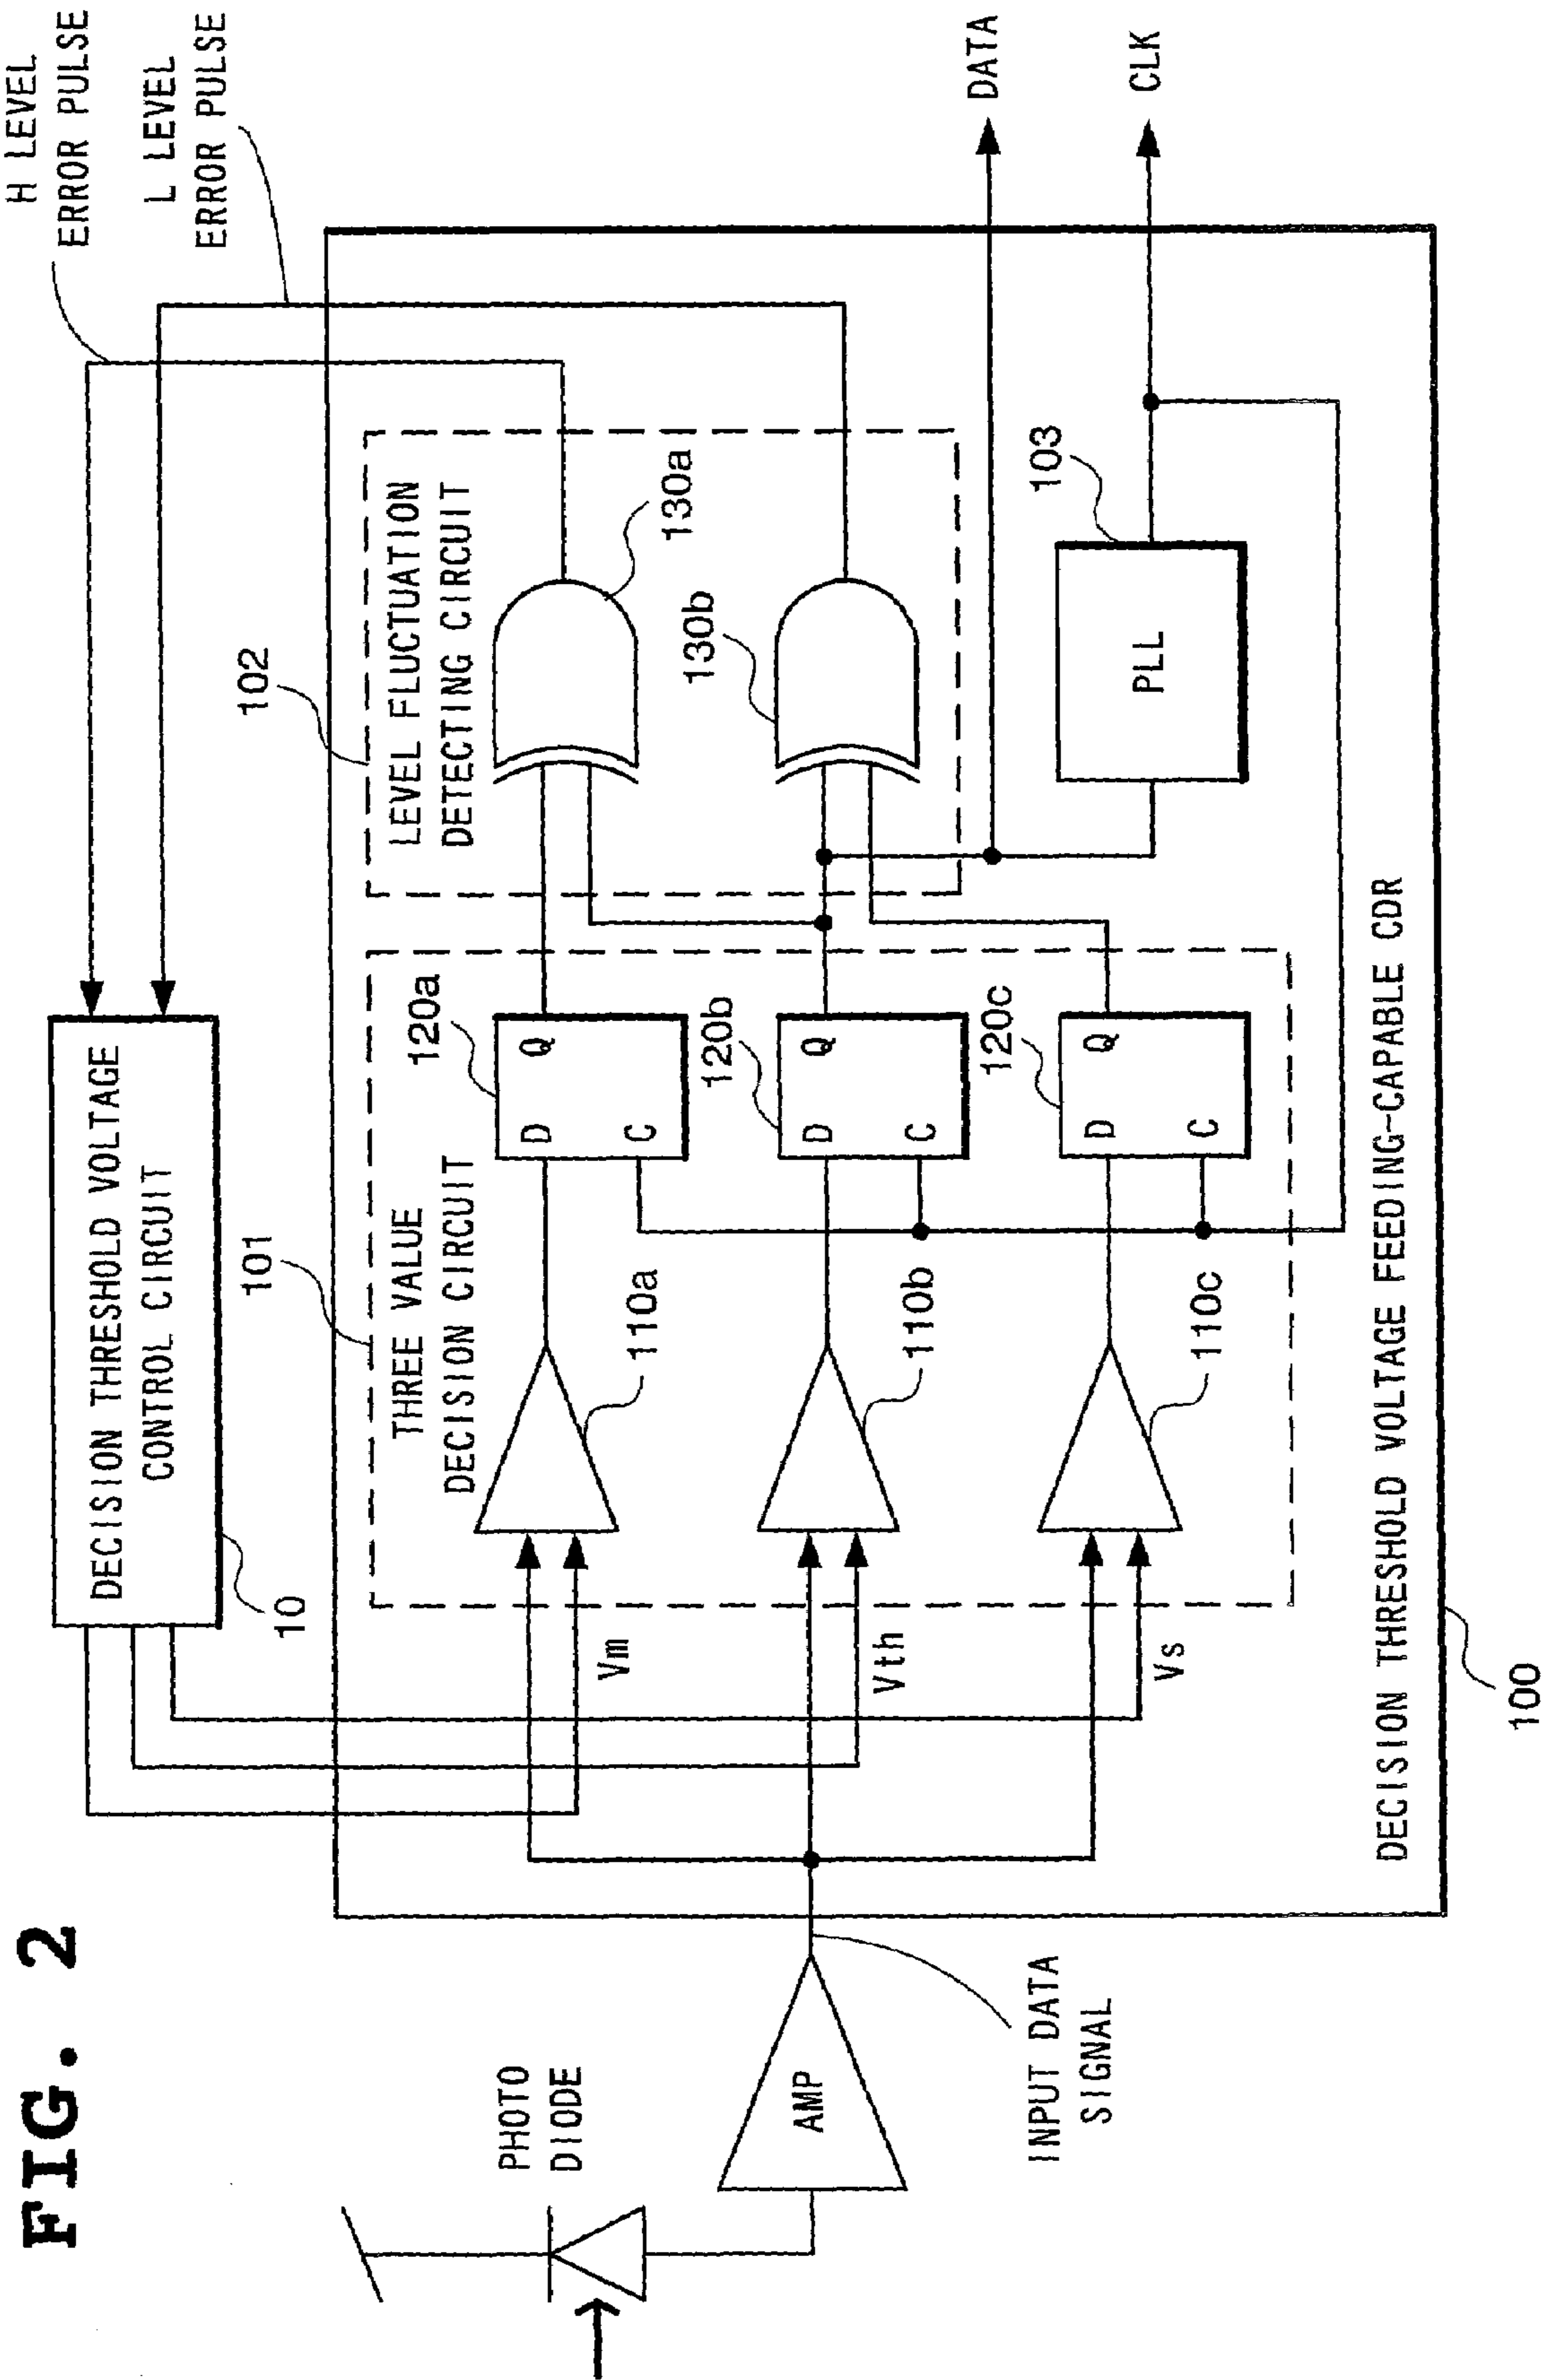 FIG. 2
H LEVEL
ERROR PULSE
L LEVEL
ERROR PULSE
DECISION THRESHOLD VOLTAGE
CONTROL CIRCUIT
10
101
102
THREE VALUE
DECISION CIRCUIT
LEVEL FLUCTUATION
DETECTING CIRCUIT
PHOTO
DIODE
AMP
INPUT DATA
SIGNAL
Vm
Vth
Vs
110a
110b
110c
120a
D
Q
C
120b
D
Q
C
120c
D
Q
C
130a
130b
103
PLL
DATA
CLK
DECISION THRESHOLD VOLTAGE FEEDING-CAPABLE CDR
100